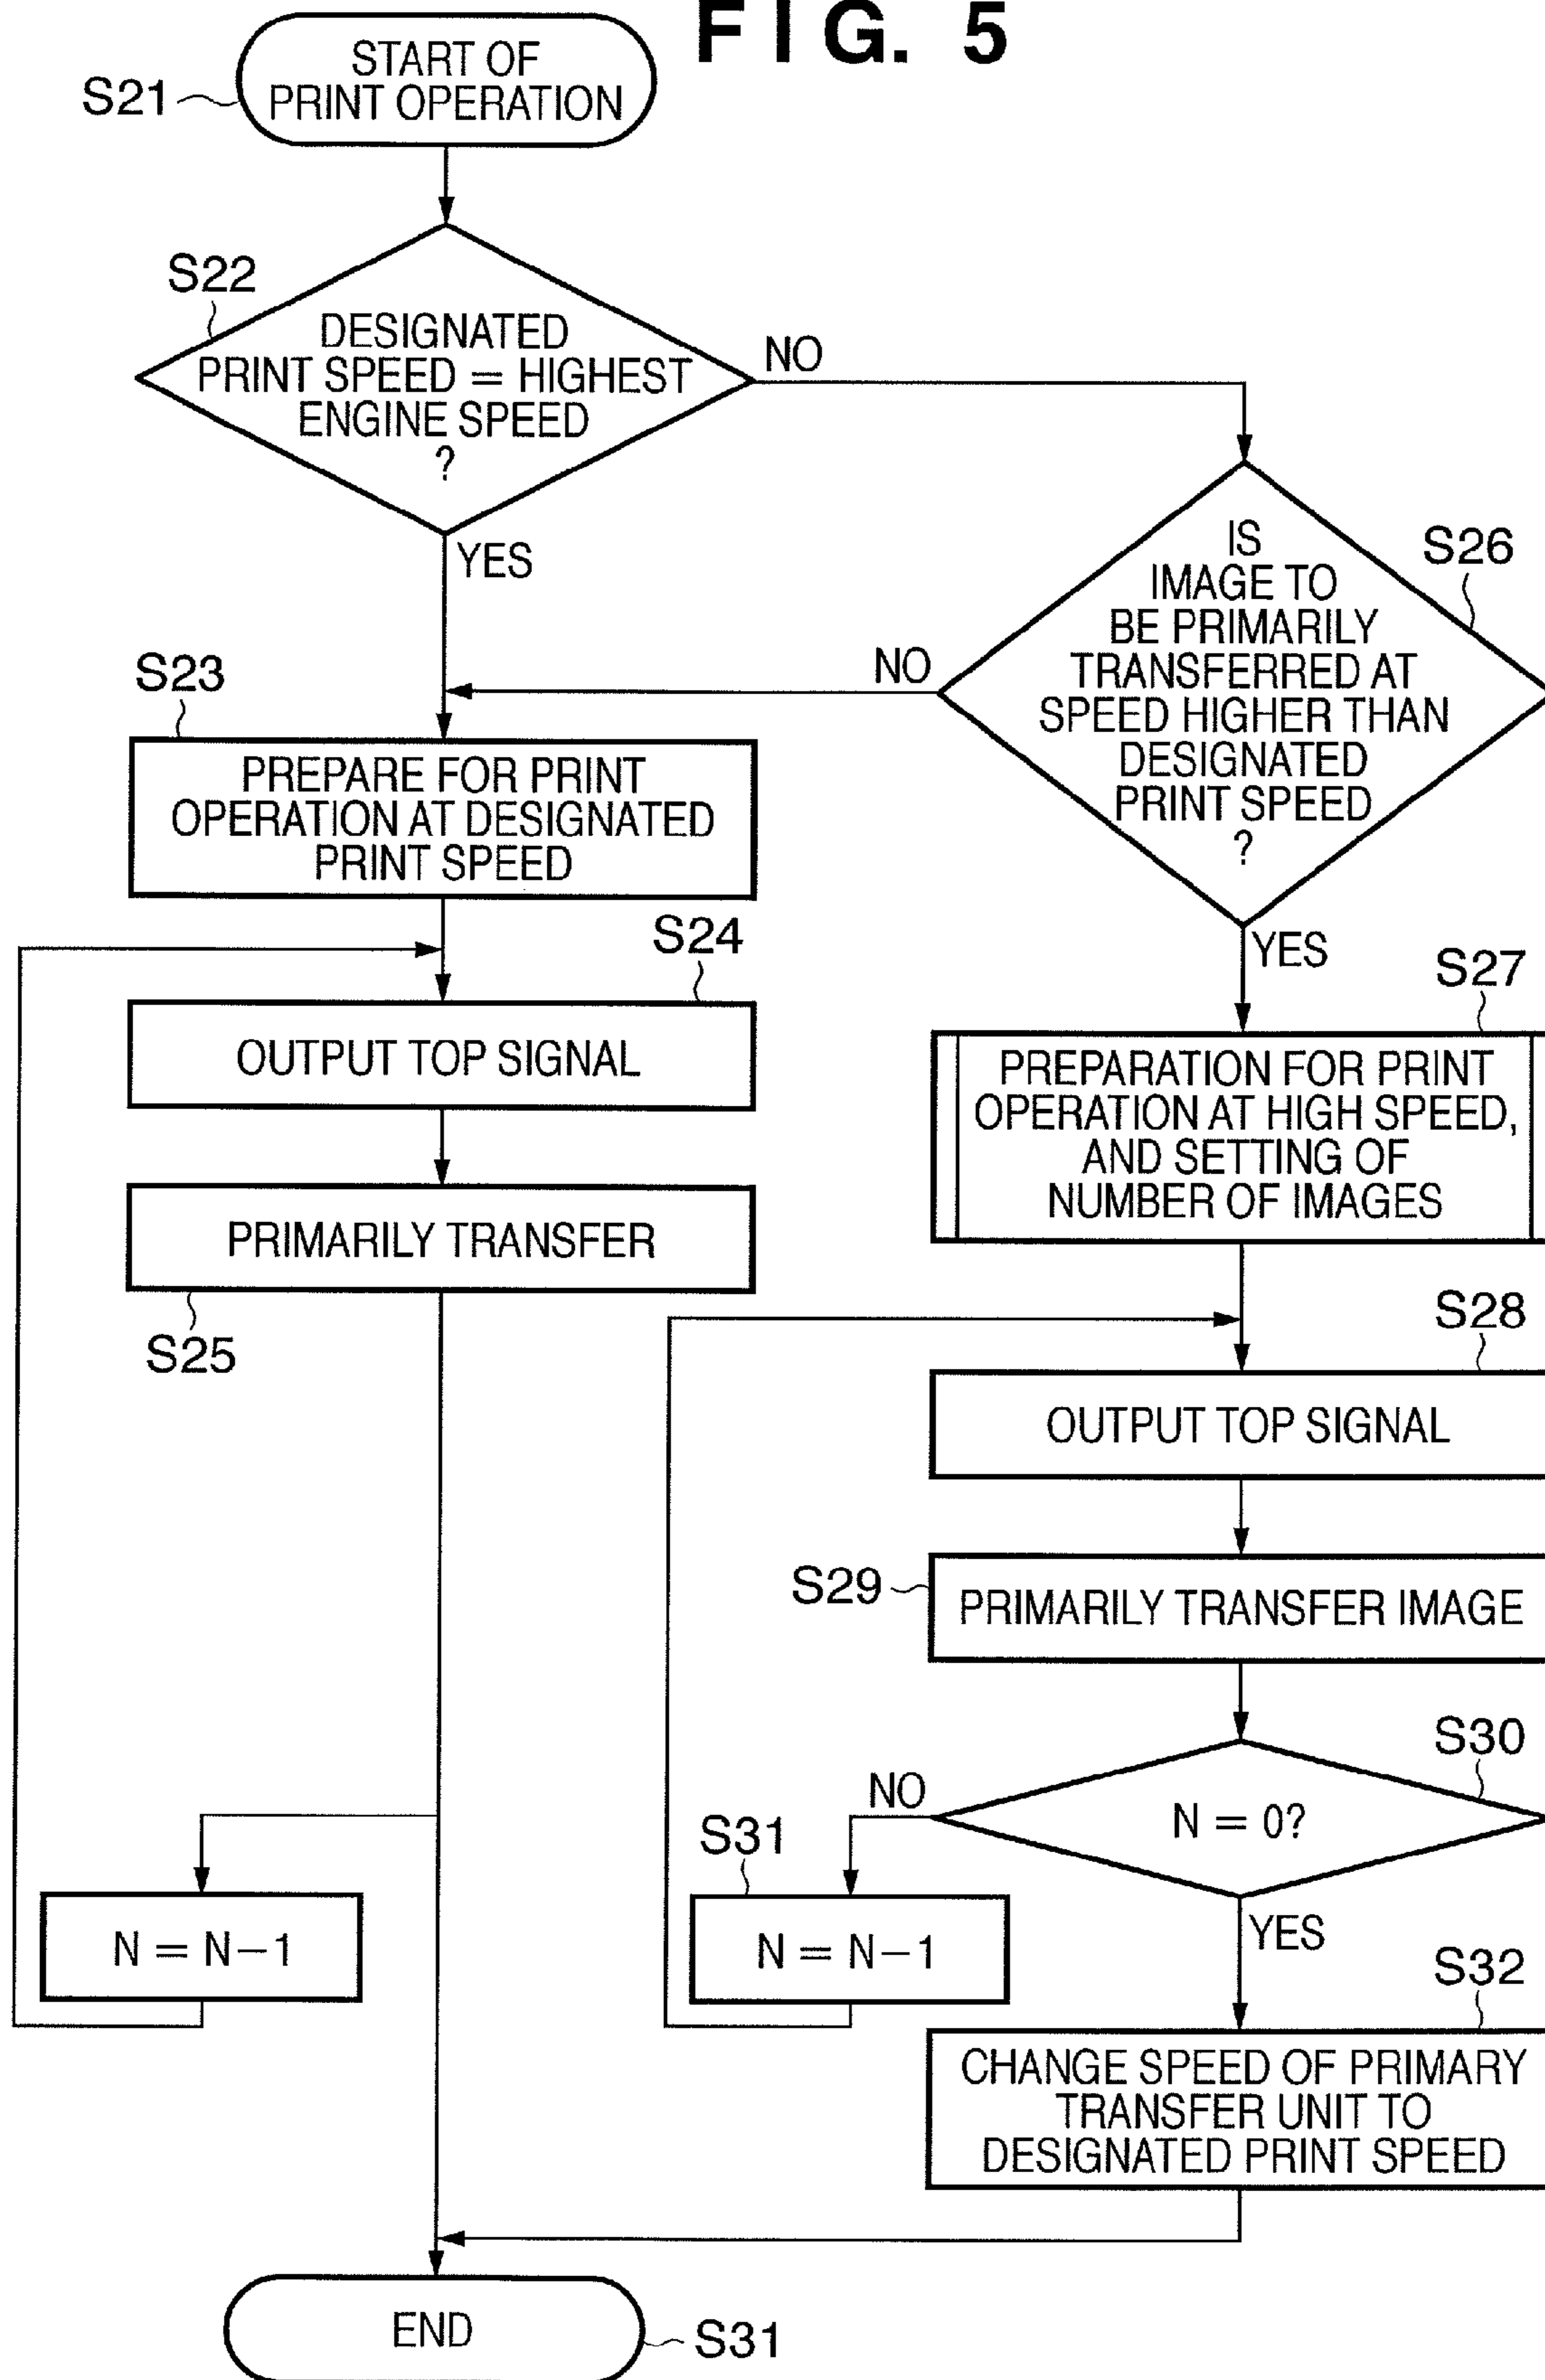 FIG. 5
START OF
PRINT OPERATION
S21
S22
DESIGNATED
PRINT SPEED = HIGHEST
ENGINE SPEED
?
NO
YES
S26
IS
IMAGE TO
BE PRIMARILY
TRANSFERRED AT
SPEED HIGHER THAN
DESIGNATED
PRINT SPEED
?
NO
YES
S23
PREPARE FOR PRINT
OPERATION AT DESIGNATED
PRINT SPEED
S24
OUTPUT TOP SIGNAL
PRIMARILY TRANSFER
S25
N = N-1
S27
PREPARATION FOR PRINT
OPERATION AT HIGH SPEED,
AND SETTING OF
NUMBER OF IMAGES
S28
OUTPUT TOP SIGNAL
S29
PRIMARILY TRANSFER IMAGE
S30
N = 0?
NO
YES
S31
N = N-1
S32
CHANGE SPEED OF PRIMARY
TRANSFER UNIT TO
DESIGNATED PRINT SPEED
END
S31